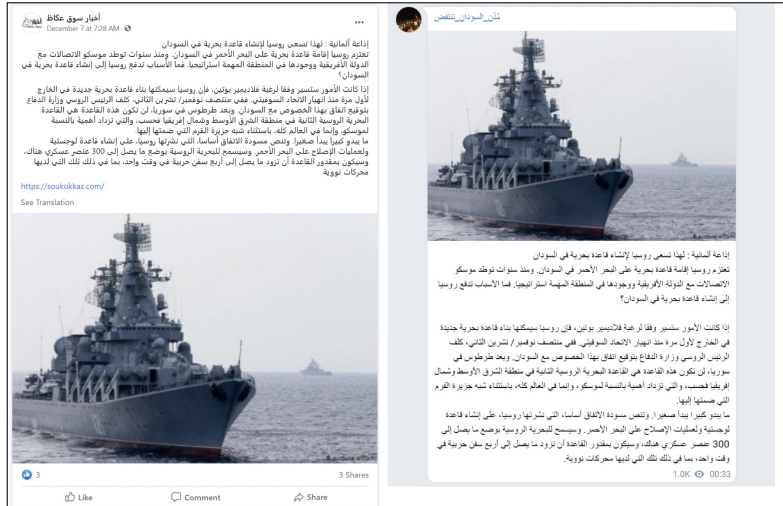 أخبار سوق عكاظ
December 7 at 7:28 AM
إذاعة ألمانية : لهذا تسعى روسيا لإنشاء قاعدة بحرية في السودان
تعتزم روسيا إقامة قاعدة بحرية على البحر الأحمر في السودان. ومنذ سنوات توطد موسكو الاتصالات مع
الدولة الأفريقية ووجودها في المنطقة المهمة استراتيجيا. فما الأسباب تدفع روسيا إلى إنشاء قاعدة بحرية في
السودان؟
إذا كانت الأمور ستسير وفقا لرغبة فلاديمير بوتين، فإن روسيا سيمكنها بناء قاعدة بحرية جديدة في الخارج
لأول مرة منذ انهيار الاتحاد السوفيتي. ففي منتصف نوفمبر/ تشرين الثاني، كلف الرئيس الروسي وزارة الدفاع
بتوقيع اتفاق بهذا الخصوص مع السودان. وبعد طرطوس في سوريا، لن تكون هذه القاعدة هي القاعدة
البحرية الروسية الثانية في منطقة الشرق الأوسط وشمال إفريقيا فحسب، والتي تزداد أهمية بالنسبة
لموسكو، وإنما في العالم كله، باستثناء شبه جزيرة القرم التي ضمتها إليها.
ما يبدو كبيرا يبدأ صغيرا. وتنص مسودة الاتفاق أساسا، التي نشرتها روسيا، على إنشاء قاعدة لوجستية
ولعمليات الإصلاح على البحر الأحمر. وسيسمح للبحرية الروسية بوضع ما يصل إلى 300 عنصر عسكري هناك،
وسيكون بمقدور القاعدة أن تزود ما يصل إلى أربع سفن حربية في وقت واحد، بما في ذلك تلك التي لديها
محركات نووية.
https://soukukkaz.com/
See Translation
3
3 Shares
Like
Comment
Share
مُدُن_السودان_تنتفض
إذاعة ألمانية : لهذا تسعى روسيا لإنشاء قاعدة بحرية في السودان
تعتزم روسيا إقامة قاعدة بحرية على البحر الأحمر في السودان. ومنذ سنوات توطد موسكو
الاتصالات مع الدولة الأفريقية ووجودها في المنطقة المهمة استراتيجيا. فما الأسباب تدفع روسيا
إلى إنشاء قاعدة بحرية في السودان؟
إذا كانت الأمور ستسير وفقا لرغبة فلاديمير بوتين، فإن روسيا سيمكنها بناء قاعدة بحرية جديدة
في الخارج لأول مرة منذ انهيار الاتحاد السوفيتي. ففي منتصف نوفمبر/ تشرين الثاني، كلف
الرئيس الروسي وزارة الدفاع بتوقيع اتفاق بهذا الخصوص مع السودان. وبعد طرطوس في
سوريا، لن تكون هذه القاعدة هي القاعدة البحرية الروسية الثانية في منطقة الشرق الأوسط وشمال
إفريقيا فحسب، والتي تزداد أهمية بالنسبة لموسكو، وإنما في العالم كله، باستثناء شبه جزيرة القرم
التي ضمتها إليها.
ما يبدو كبيرا يبدأ صغيرا. وتنص مسودة الاتفاق أساسا، التي نشرتها روسيا، على إنشاء قاعدة
لوجستية ولعمليات الإصلاح على البحر الأحمر. وسيسمح للبحرية الروسية بوضع ما يصل إلى
300 عنصر عسكري هناك، وسيكون بمقدور القاعدة أن تزود ما يصل إلى أربع سفن حربية في
وقت واحد، بما في ذلك تلك التي لديها محركات نووية.
1.0K 00:33